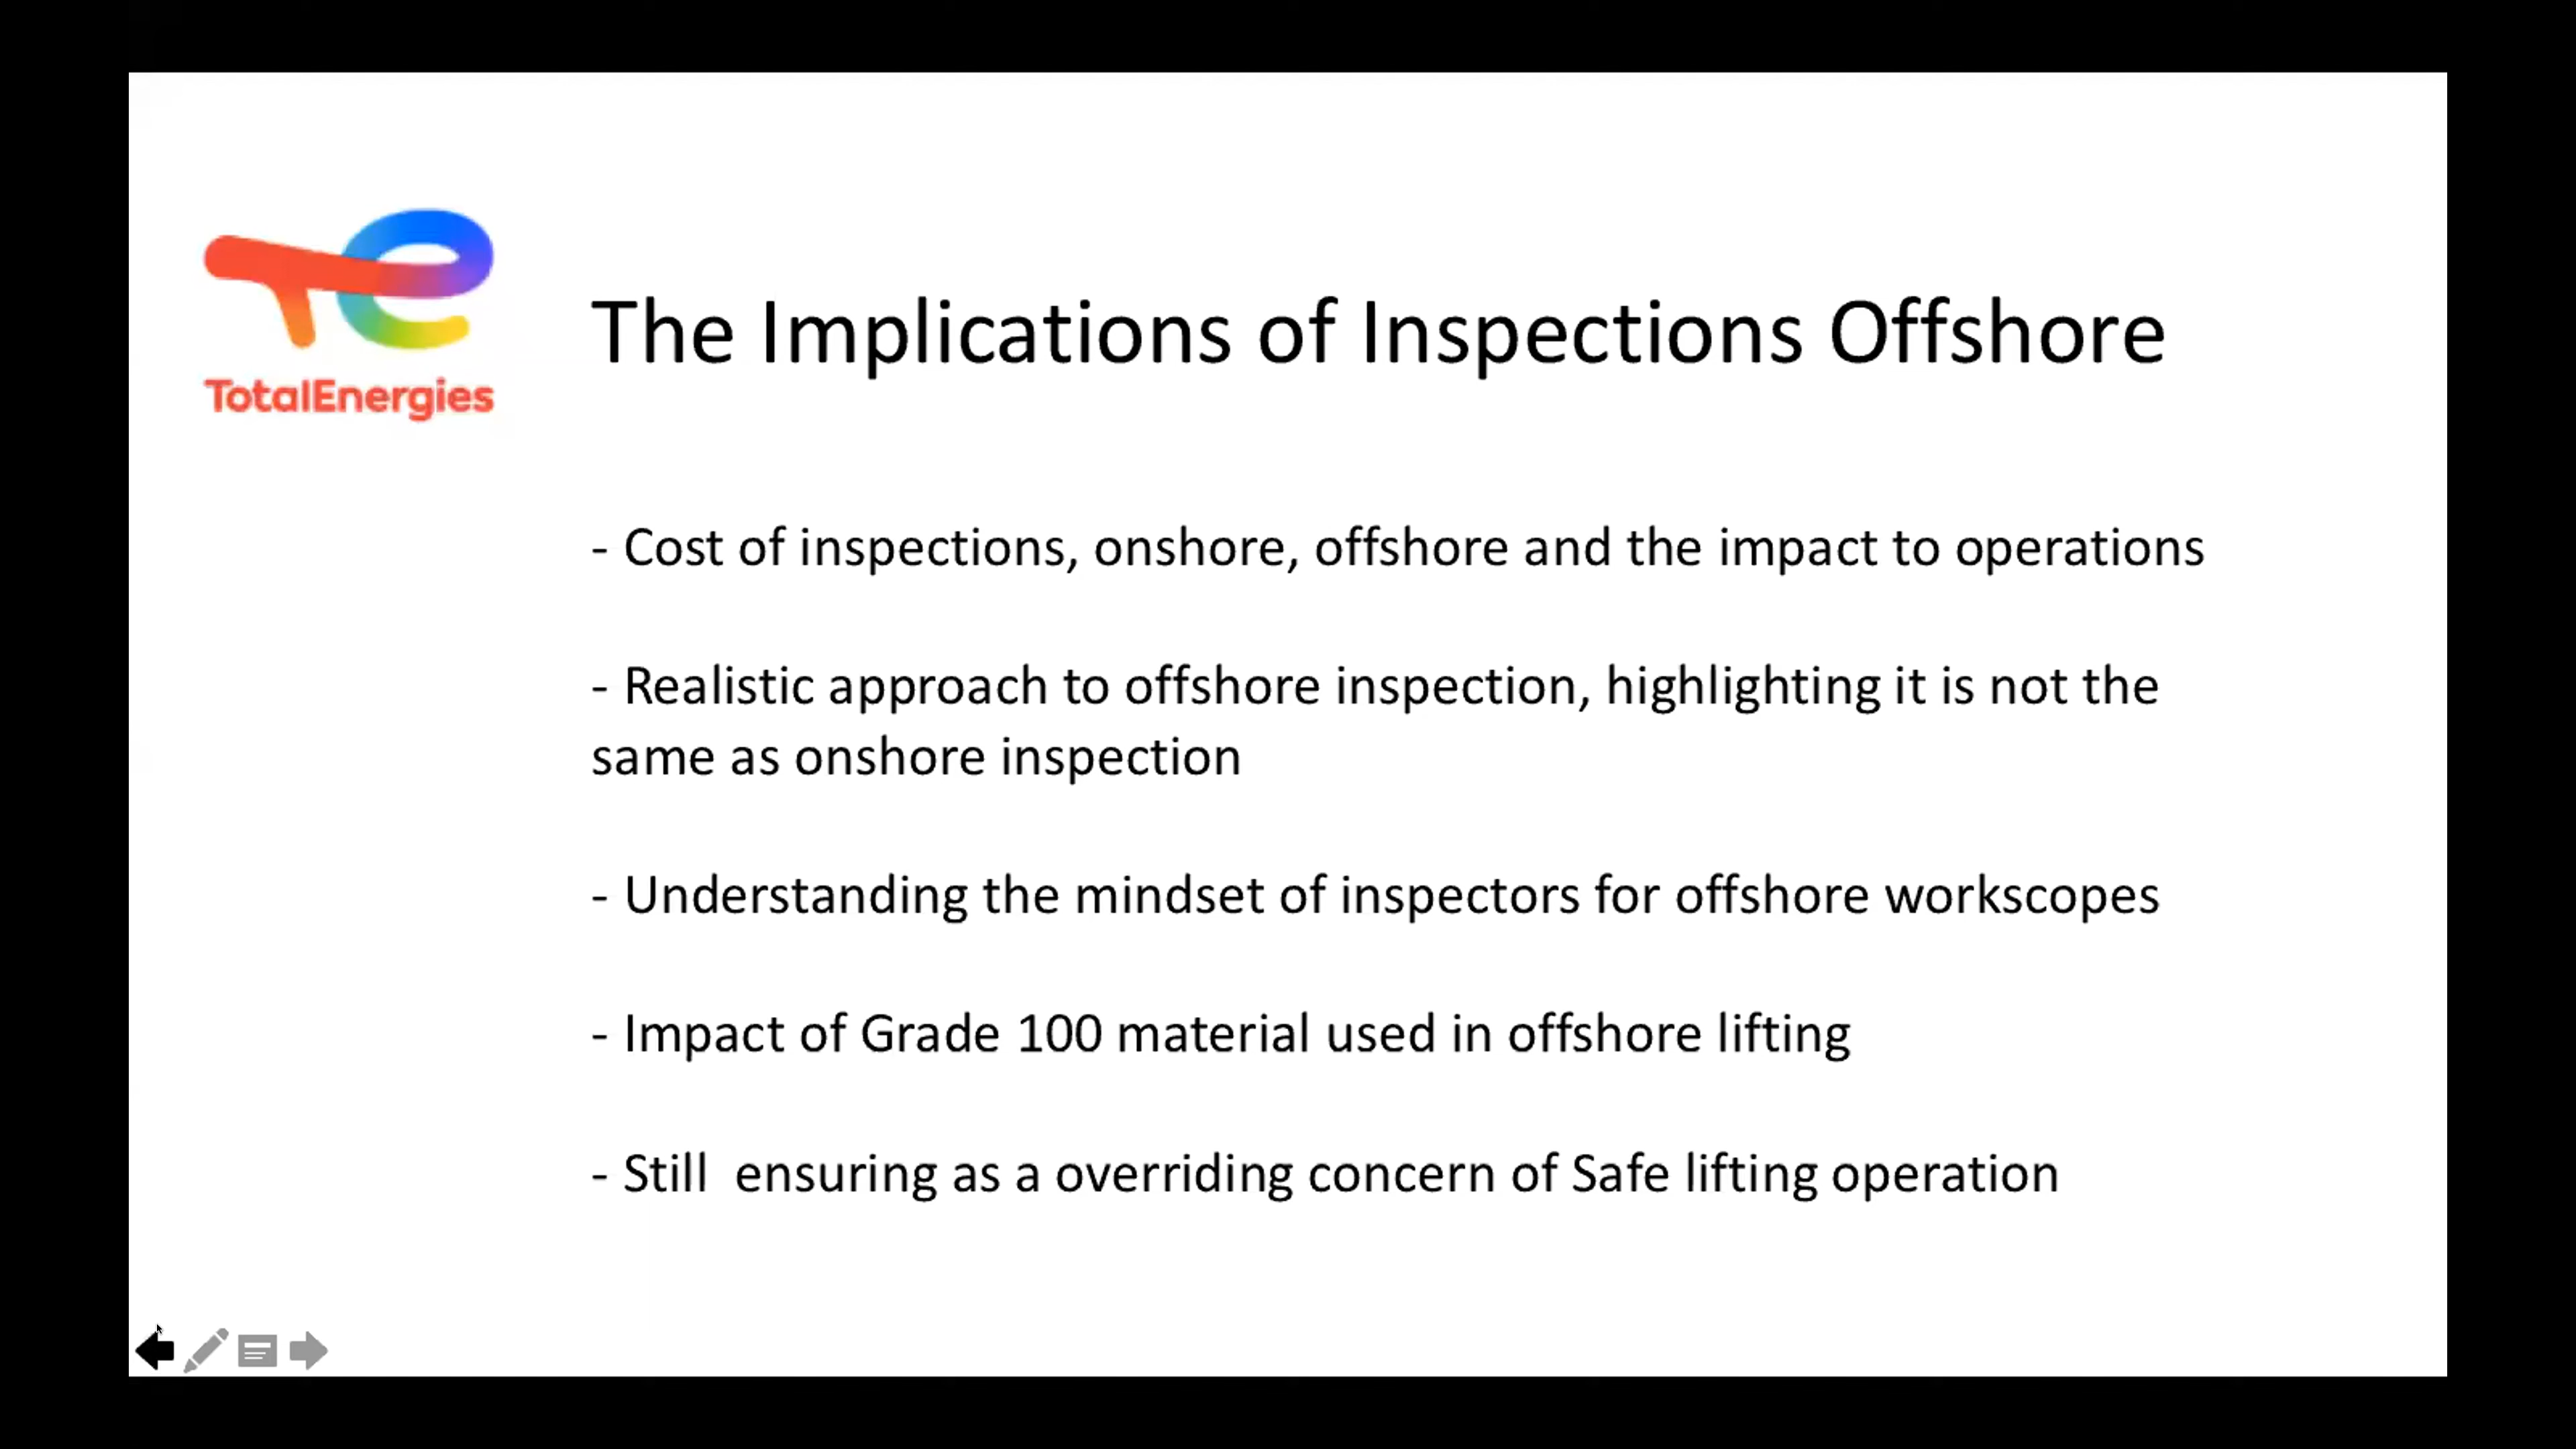 TotalEnergies
The Implications of Inspections Offshore
- Cost of inspections, onshore, offshore and the impact to operations
- Realistic approach to offshore inspection, highlighting it is not the
same as onshore inspection
- Understanding the mindset of inspectors for offshore workscopes
- Impact of Grade 100 material used in offshore lifting
- Still  ensuring as a overriding concern of Safe lifting operation